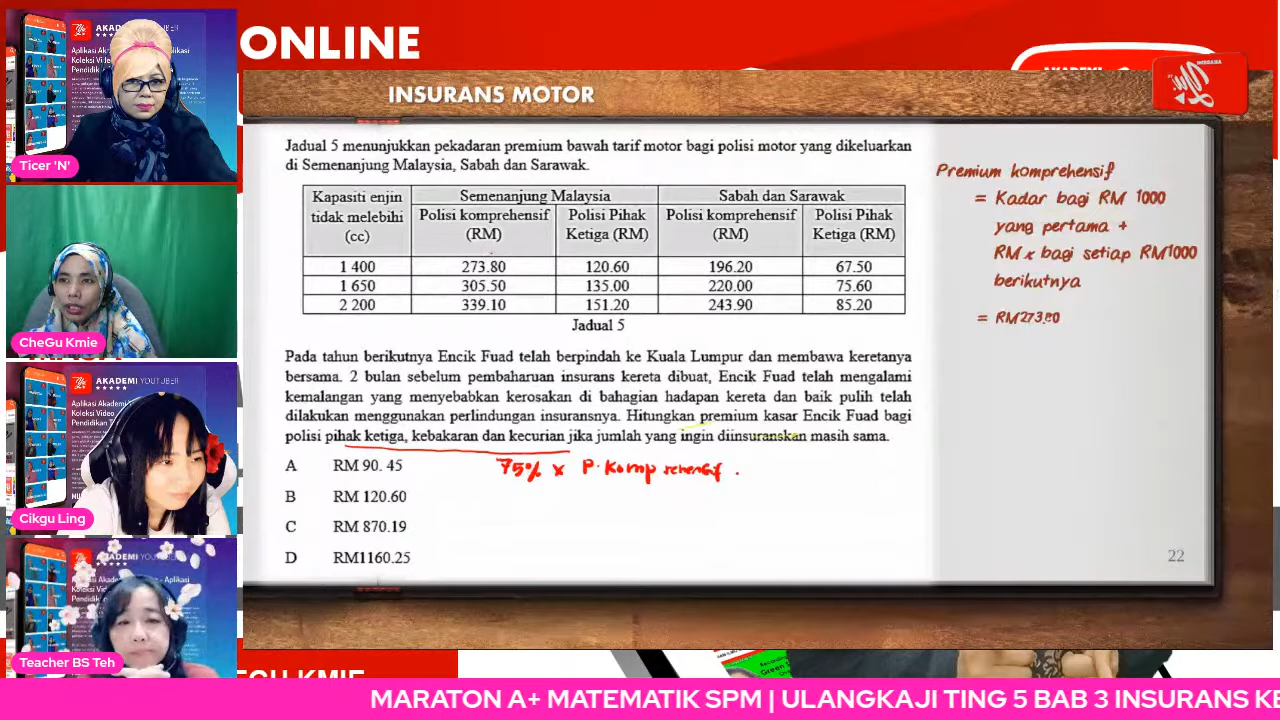 ONLINE
AKADEMI
INSURANS MOTOR
AKADEMI YOUTUBER
Ticer 'N'
CheGu Kmie
AKADEMI YOUTUBER
Cikgu Ling
Teacher BS Teh
Jadual 5 menunjukkan pekadaran premium bawah tarif motor bagi polisi motor yang dikeluarkan
di Semenanjung Malaysia, Sabah dan Sarawak.
Kapasiti enjin tidak melebihi (cc) Semenanjung Malaysia Sabah dan Sarawak
Polisi komprehensif (RM) Polisi Pihak Ketiga (RM) Polisi komprehensif (RM) Polisi Pihak Ketiga (RM)
1 400 273.80 120.60 196.20 67.50
1 650 305.50 135.00 220.00 75.60
2 200 339.10 151.20 243.90 85.20
Jadual 5
Pada tahun berikutnya Encik Fuad telah berpindah ke Kuala Lumpur dan membawa keretanya
bersama. 2 bulan sebelum pembaharuan insurans kereta dibuat, Encik Fuad telah mengalami
kemalangan yang menyebabkan kerosakan di bahagian hadapan kereta dan baik pulih telah
dilakukan menggunakan perlindungan insuransnya. Hitungkan premium kasar Encik Fuad bagi
polisi pihak ketiga, kebakaran dan kecurian jika jumlah yang ingin diinsuranskan masih sama.
75% x P. Komprehensif.
A RM 90. 45
B RM 120.60
C RM 870.19
D RM1160.25
Premium komprehensif
= Kadar bagi RM 1000
yang pertama +
RM x bagi setiap RM1000
berikutnya
= RM273.80
22
MARATON A+ MATEMATIK SPM | ULANGKAJI TING 5 BAB 3 INSURANS